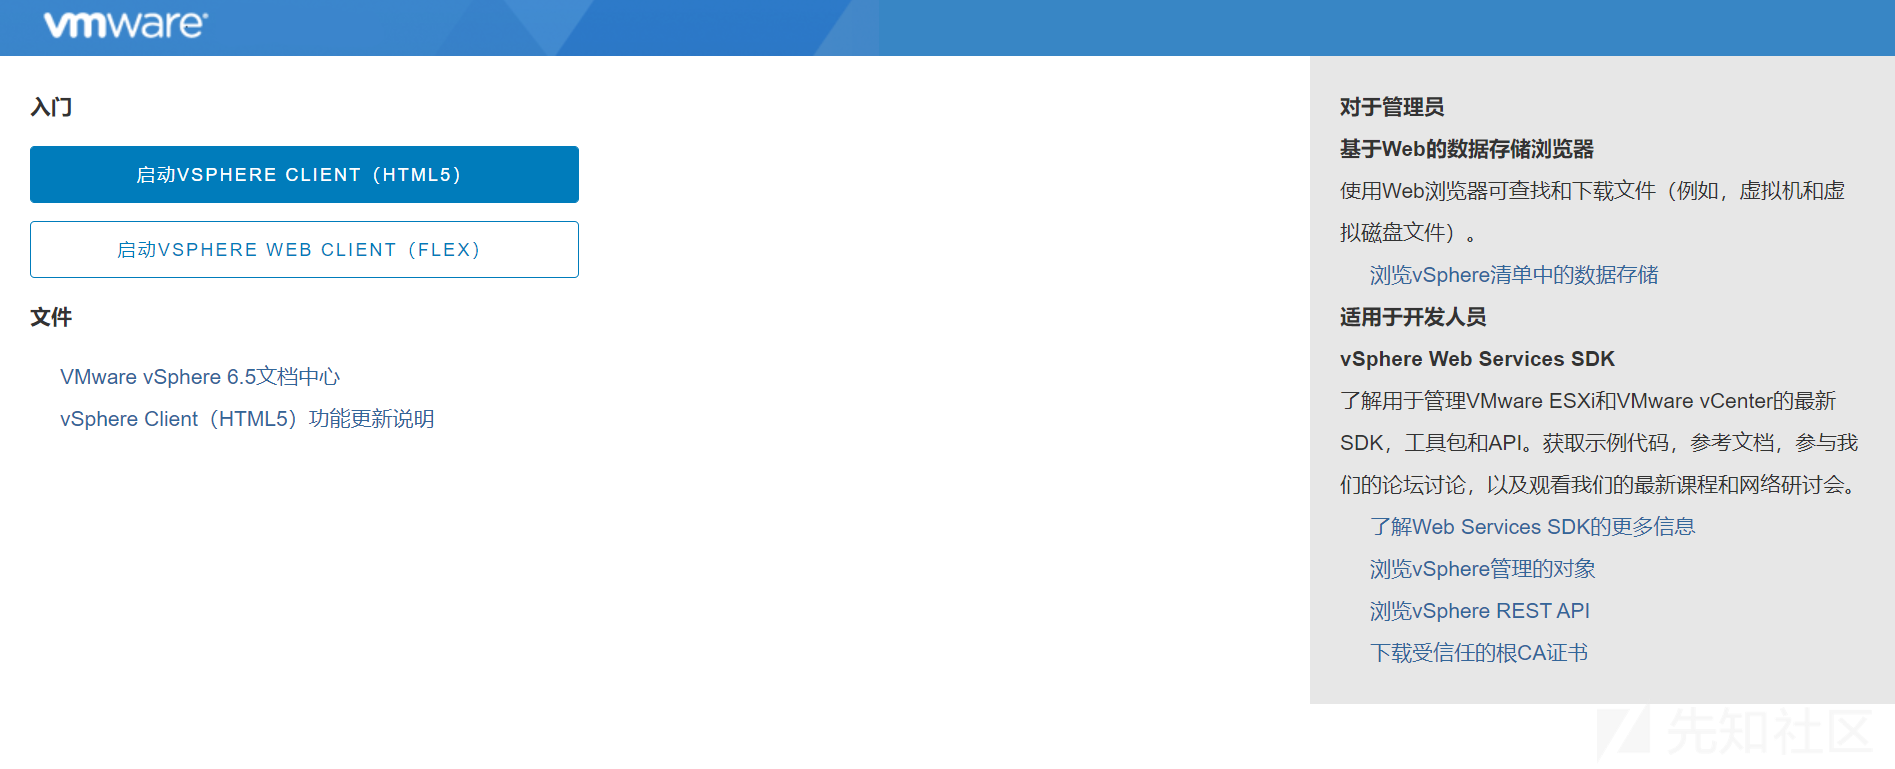 vmware®
入门
启动VSPHERE CLIENT（HTML5）
启动VSPHERE WEB CLIENT（FLEX）
文件
VMware vSphere 6.5文档中心
vSphere Client（HTML5）功能更新说明
对于管理员
基于Web的数据存储浏览器
使用Web浏览器可查找和下载文件（例如，虚拟机和虚
拟磁盘文件）。
浏览vSphere清单中的数据存储
适用于开发人员
vSphere Web Services SDK
了解用于管理VMware ESXi和VMware vCenter的最新
SDK，工具包和API。获取示例代码，参考文档，参与我
们的论坛讨论，以及观看我们的最新课程和网络研讨会。
了解Web Services SDK的更多信息
浏览vSphere管理的对象
浏览vSphere REST API
下载受信任的根CA证书
先知社区